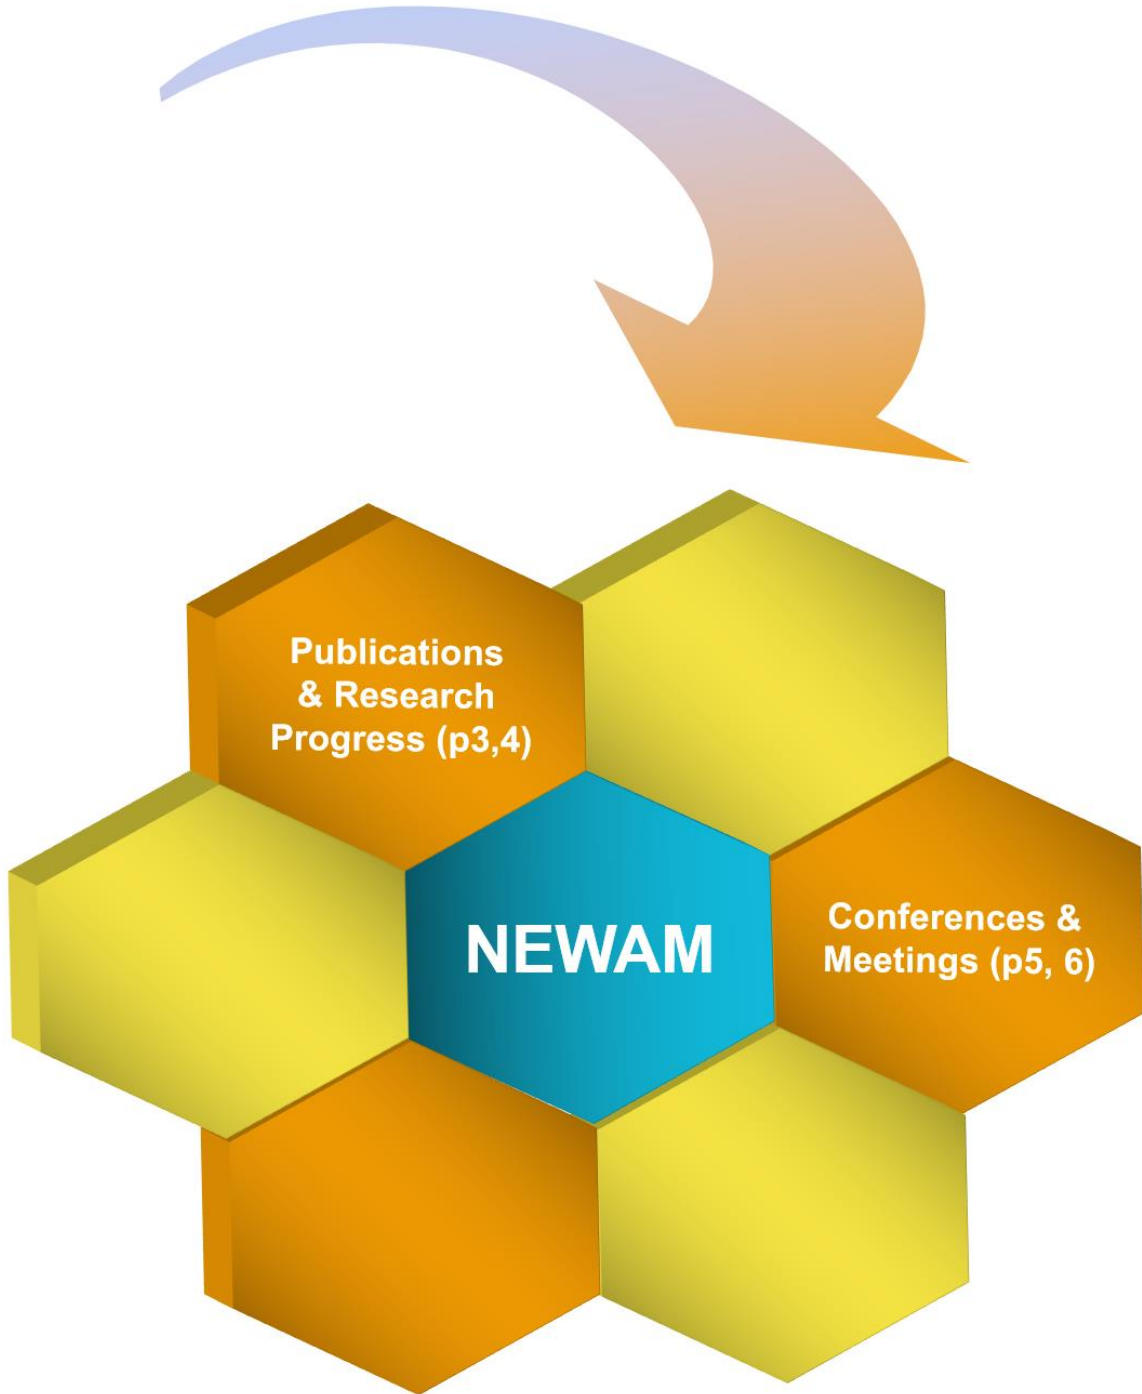 Publications
& Research
Progress (p3,4)
NEWAM
Conferences &
Meetings (p5, 6)